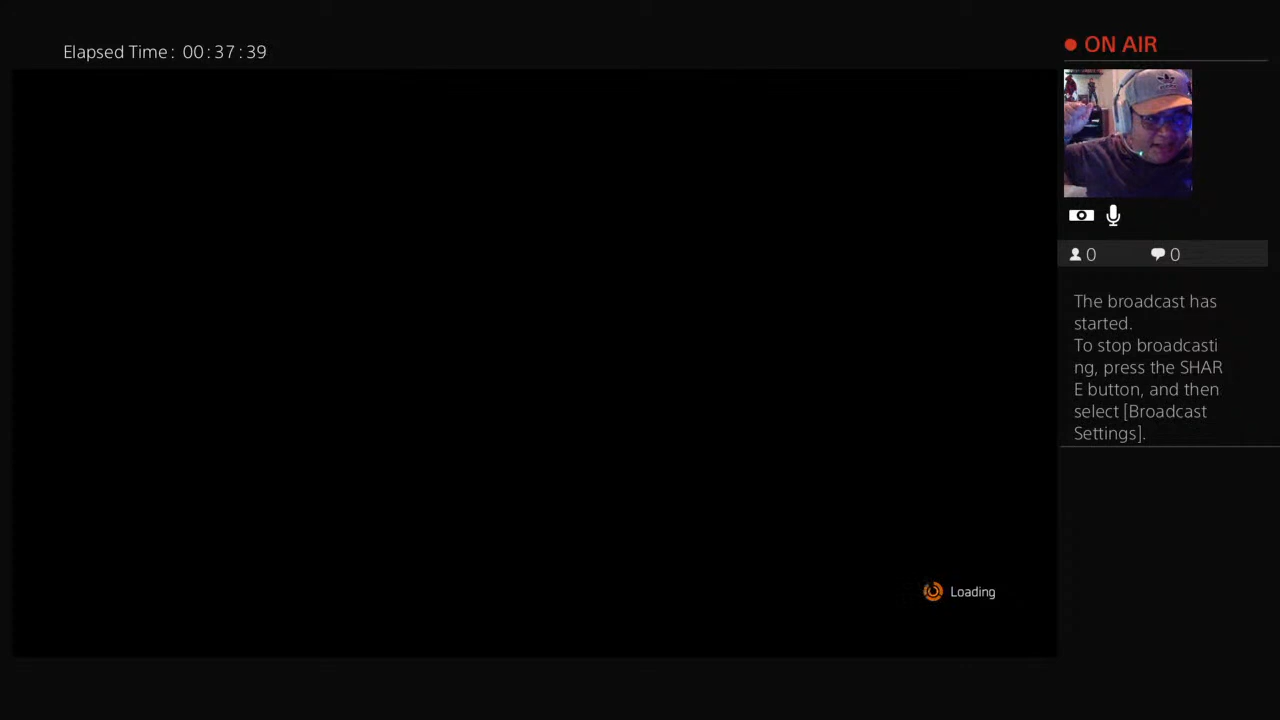 Elapsed Time: 00:37:39
ON AIR
0
0
The broadcast has
started.
To stop broadcasti
ng, press the SHAR
E button, and then
select [Broadcast
Settings].
Loading